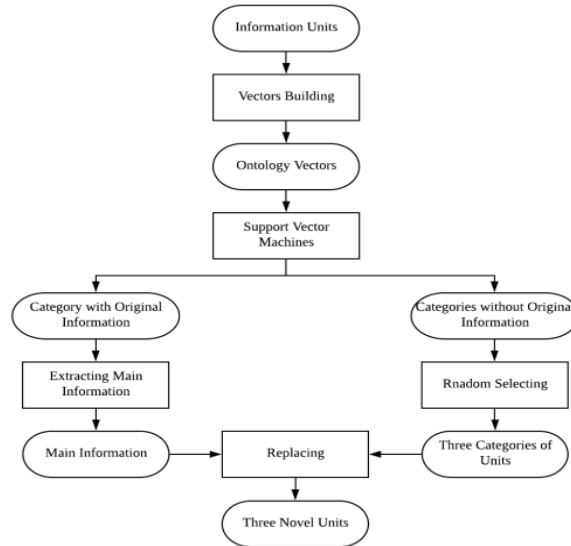 Information Units
Vectors Building
Ontology Vectors
Support Vector
Machines
Category with Original
Information
Categories without Original
Information
Extracting Main
Information
Rnadom Selecting
Main Information
Replacing
Three Categories of
Units
Three Novel Units